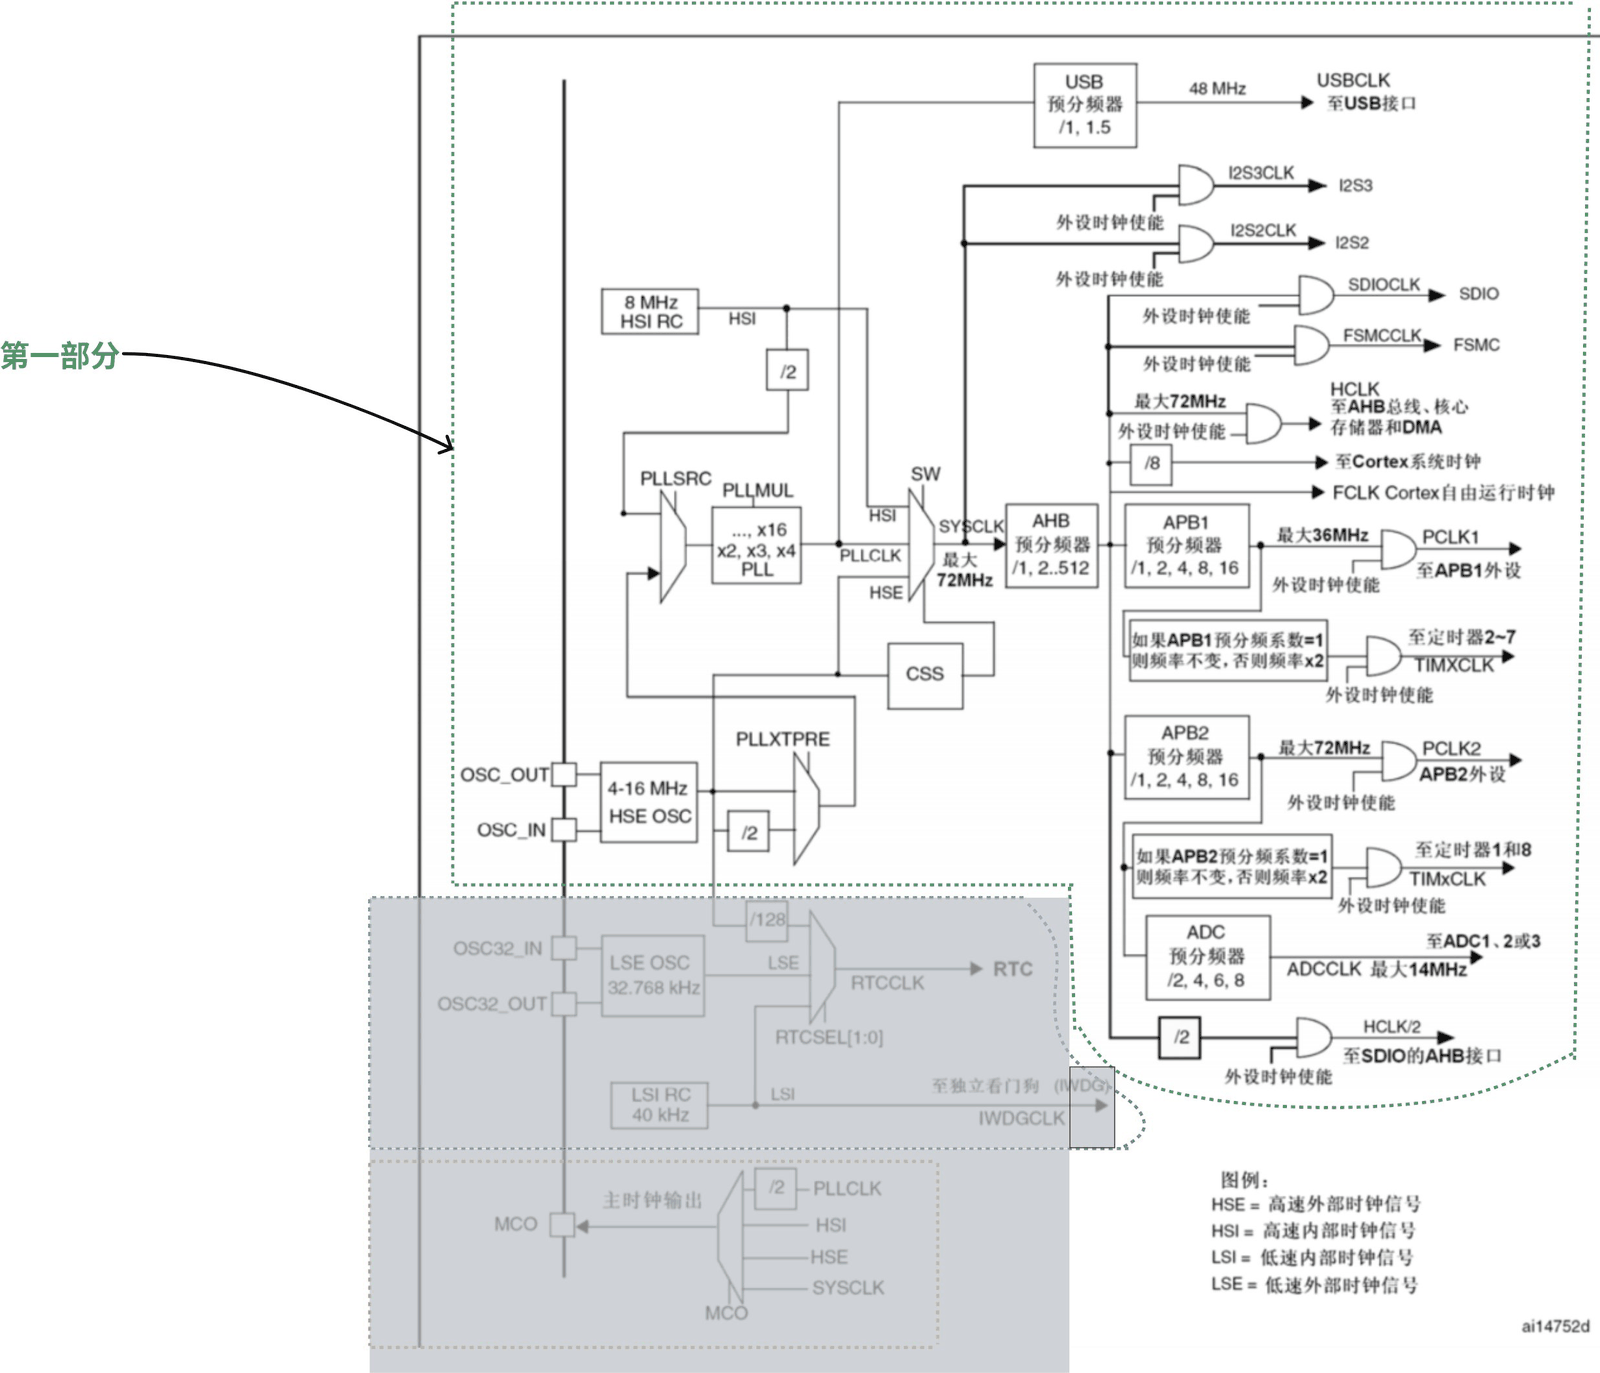 第一部分
USB
预分频器
/1, 1.5
48 MHz
USBCLK
至USB接口
I2S3CLK
I2S3
外设时钟使能
I2S2CLK
I2S2
外设时钟使能
SDIOCLK
SDIO
外设时钟使能
FSMCCLK
FSMC
外设时钟使能
8 MHz
HSI RC
HSI
/2
最大72MHz
外设时钟使能
HCLK
至AHB总线、核心
存储器和DMA
/8
至Cortex系统时钟
FCLK Cortex自由运行时钟
PLLSRC
PLLMUL
..., x16
x2, x3, x4
PLL
SW
HSI
PLLCLK
HSE
SYSCLK
最大
72MHz
AHB
预分频器
/1, 2..512
APB1
预分频器
/1, 2, 4, 8, 16
最大36MHz
外设时钟使能
PCLK1
至APB1外设
如果APB1预分频系数=1
则频率不变，否则频率x2
至定时器2~7
TIMXCLK
外设时钟使能
CSS
PLLXTPRE
OSC_OUT
OSC_IN
4-16 MHz
HSE OSC
/2
APB2
预分频器
/1, 2, 4, 8, 16
最大72MHz
外设时钟使能
PCLK2
APB2外设
如果APB2预分频系数=1
则频率不变，否则频率x2
至定时器1和8
TIMxCLK
外设时钟使能
ADC
预分频器
/2, 4, 6, 8
至ADC1、2或3
ADCCLK 最大14MHz
/2
HCLK/2
至SDIO的AHB接口
外设时钟使能
/128
OSC32_IN
OSC32_OUT
LSE OSC
32.768 kHz
LSE
RTCCLK
RTC
RTCSEL[1:0]
LSI RC
40 kHz
LSI
至独立看门狗 (IWDG)
IWDGCLK
主时钟输出
MCO
/2
PLLCLK
HSI
HSE
SYSCLK
MCO
图例：
HSE = 高速外部时钟信号
HSI = 高速内部时钟信号
LSI = 低速内部时钟信号
LSE = 低速外部时钟信号
ai14752d